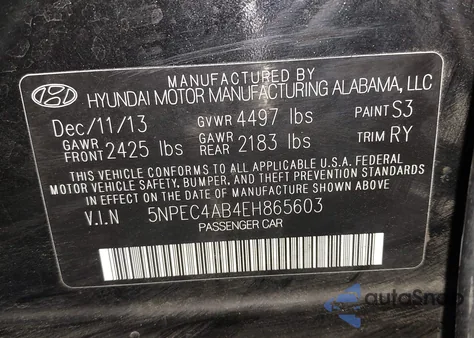 MANUFACTURED BY
HYUNDAI MOTOR MANUFACTURING ALABAMA, LLC
Dec/11/13 GVWR 4497 lbs PAINT S3
GAWR FRONT 2425 lbs GAWR REAR 2183 lbs TRIM RY
THIS VEHICLE CONFORMS TO ALL APPLICABLE U.S.A. FEDERAL
MOTOR VEHICLE SAFETY, BUMPER, AND THEFT PREVENTION STANDARDS
IN EFFECT ON THE DATE OF MANUFACTURE SHOWN ABOVE.
V.I.N 5NPEC4AB4EH865603
PASSENGER CAR
autaSnap